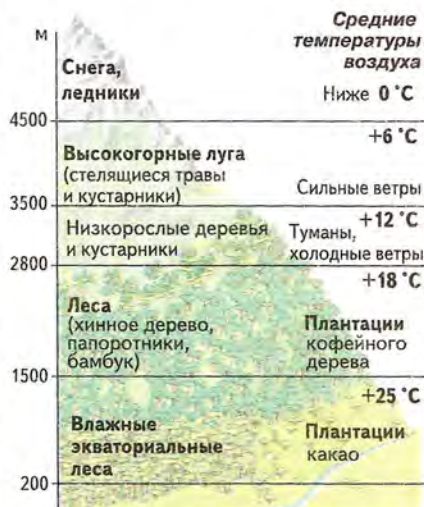 Средние
температуры
воздуха
м
Снега,
ледники
Ниже 0 °C
4500
+6 °C
Высокогорные луга
(стелящиеся травы
и кустарники)
Сильные ветры
3500
+12 °C
Низкорослые деревья
и кустарники
Туманы,
холодные ветры
2800
+18 °C
Леса
(хинное дерево,
папоротники,
бамбук)
Плантации
кофейного
дерева
1500
+25 °C
Влажные
экваториальные
леса
Плантации
какао
200